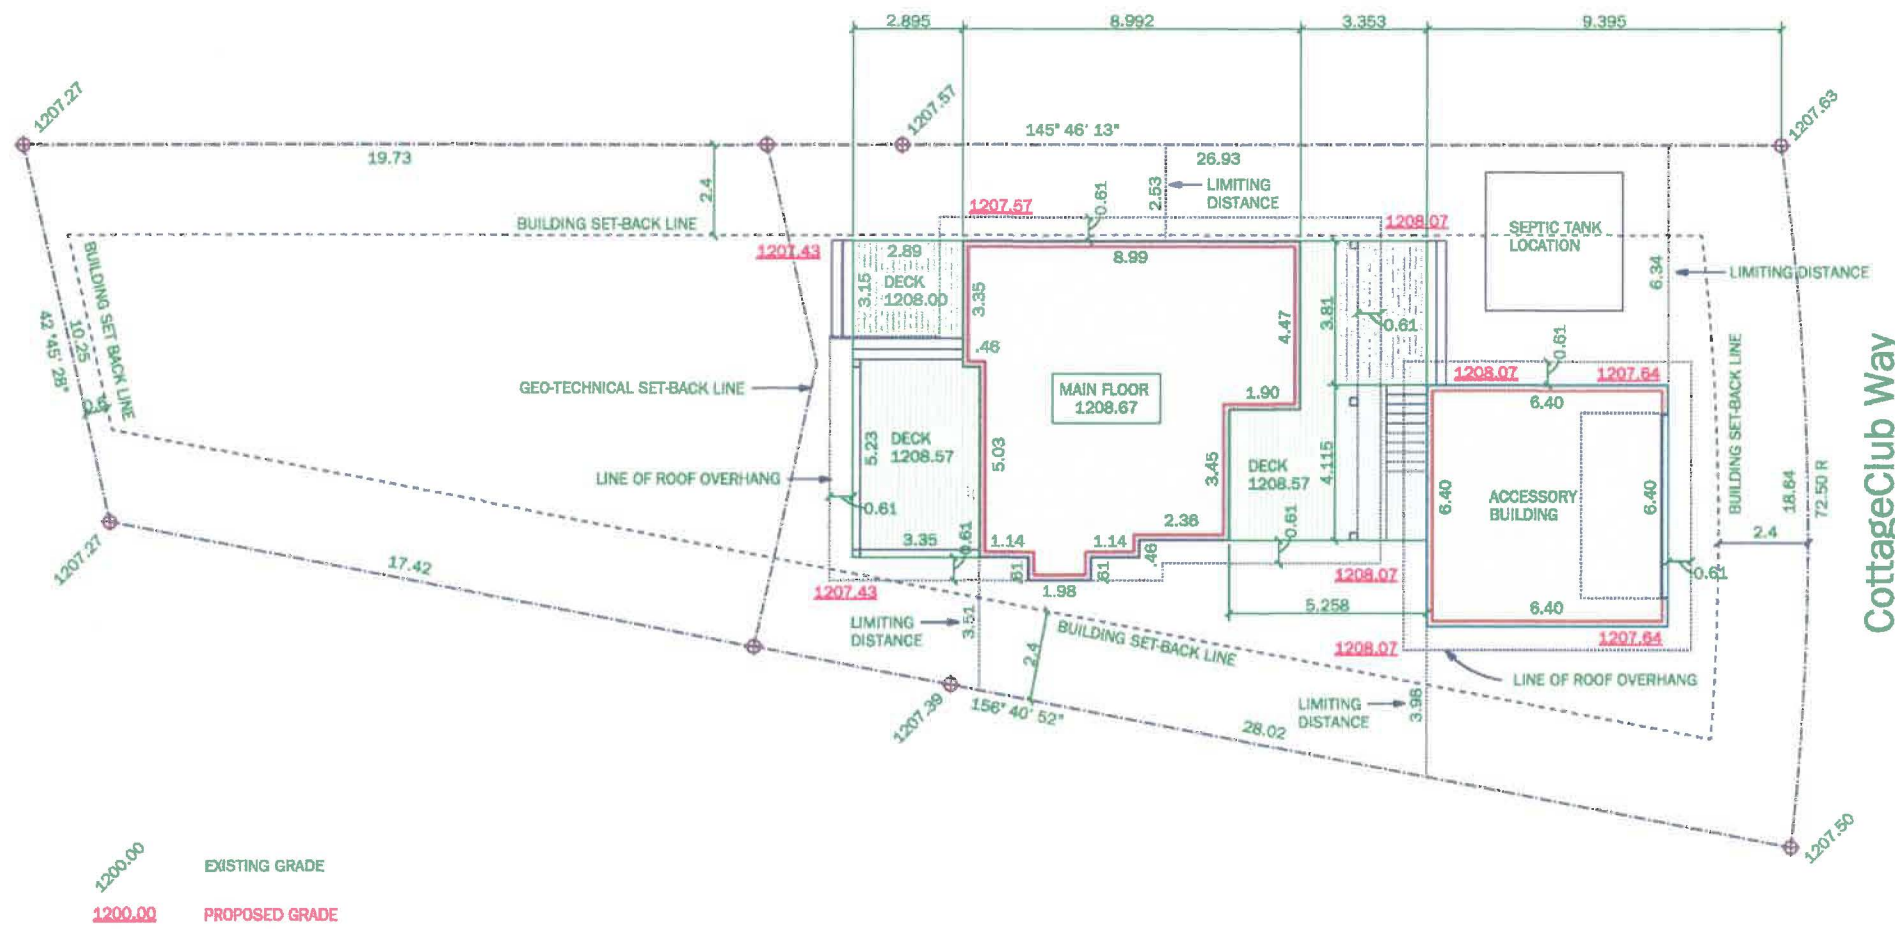 2.895
8.992
3.353
9.395
1207.27
1207.57
1207.63
145° 46' 13"
19.73
26.93
2.4
2.53
LIMITING
DISTANCE
0.61
1207.57
1208.07
BUILDING SET-BACK LINE
1207.43
SEPTIC TANK
LOCATION
2.89
DECK
1208.00
3.15
8.99
3.35
.46
4.47
3.81
0.61
6.34
LIMITING DISTANCE
BUILDING SET BACK LINE
10.25
42 °45' 28"
0.6
GEO-TECHNICAL SET-BACK LINE
MAIN FLOOR
1208.67
1.90
0.61
1208.07
1207.64
6.40
BUILDING SET-BACK LINE
CottageClub Way
5.23
DECK
1208.57
5.03
3.45
DECK
1208.57
4.115
6.40
ACCESSORY
BUILDING
6.40
18.64
72.50 R
LINE OF ROOF OVERHANG
0.61
3.35
0.61
1.14
1.14
2.38
.46
0.61
2.4
1207.27
17.42
.61
.61
1.98
1208.07
0.61
1207.43
5.258
6.40
LIMITING
DISTANCE
3.51
2.4
BUILDING SET-BACK LINE
1208.07
1207.64
LINE OF ROOF OVERHANG
1207.39
156° 40' 52"
LIMITING
DISTANCE
3.98
28.02
1207.50
1200.00
EXISTING GRADE
1200.00
PROPOSED GRADE